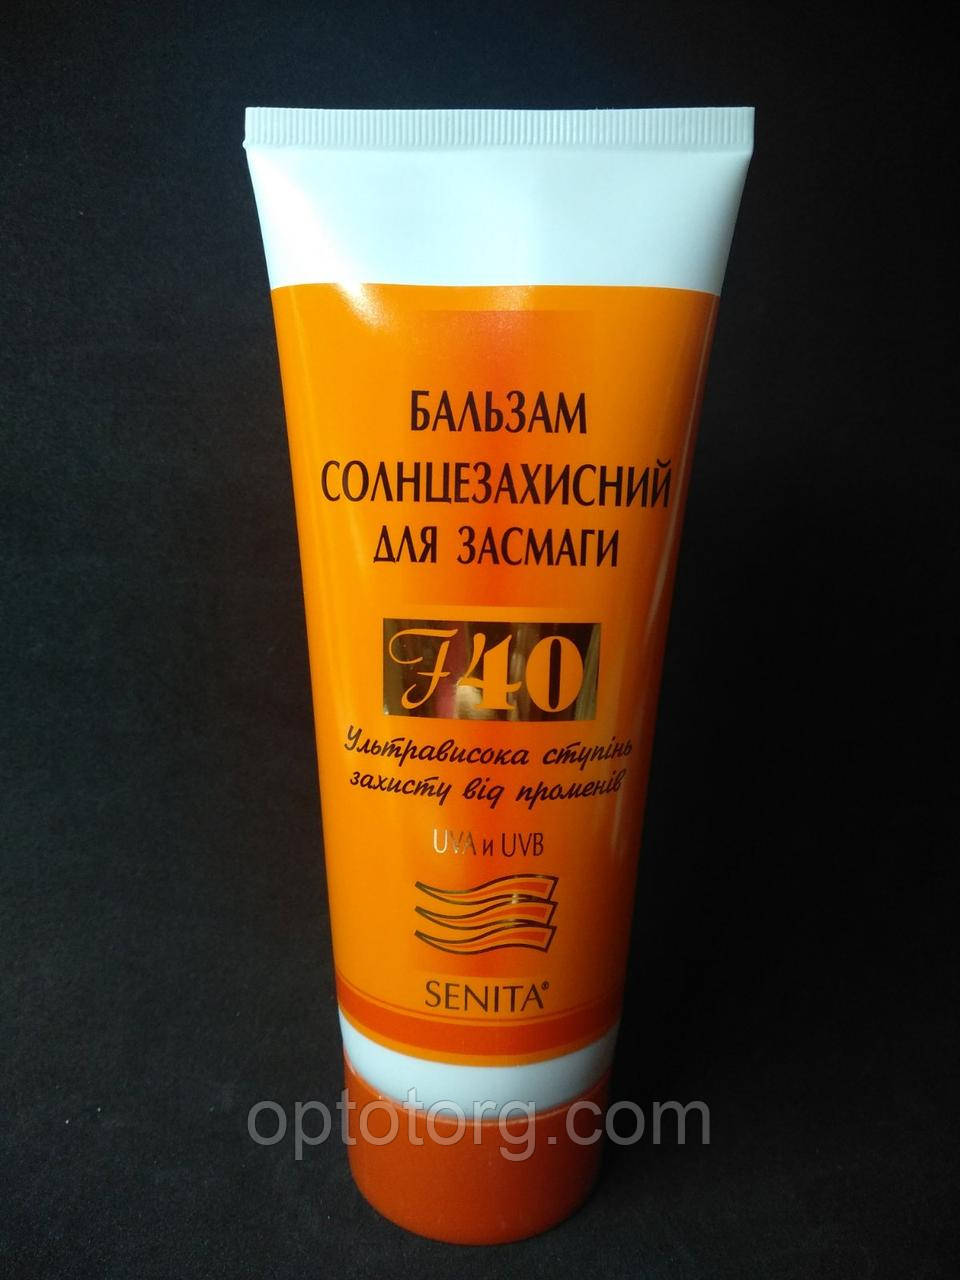 БАЛЬЗАМ
СОЛНЦЕЗАХИСНИЙ
ДЛЯ ЗАСМАГИ
F40
Ультрависока ступінь
захисту від променів
UVA и UVB
SENITA®
optotorg.com